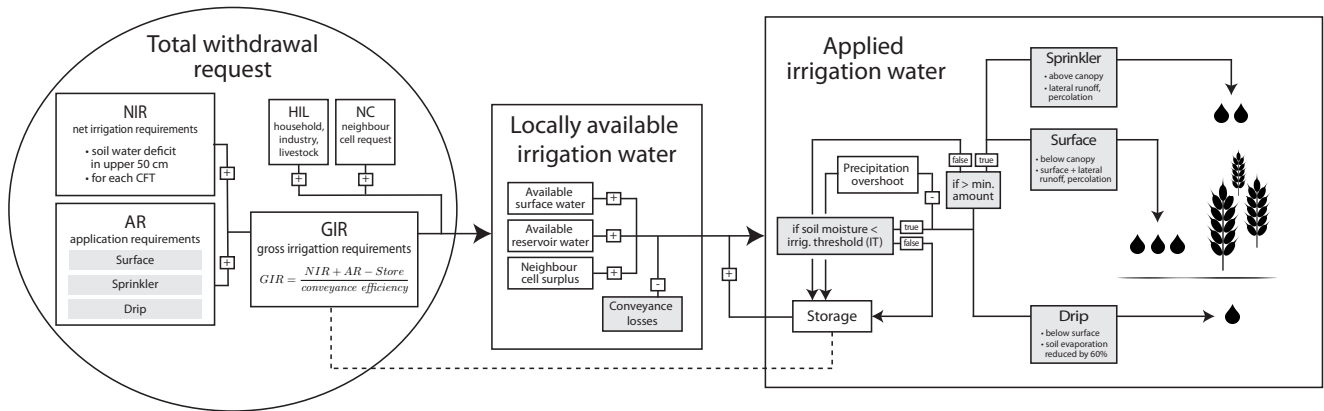 Total withdrawal
request
NIR
net irrigation requirements
• soil water deficit
in upper 50 cm
• for each CFT
HIL
household,
industry,
livestock
NC
neighbour
cell request
+
+
+
+
AR
application requirements
Surface
Sprinkler
Drip
GIR
gross irrigattion requirements
GIR = NIR + AR − Store
conveyance efficiency
Locally available
irrigation water
Available
surface water
+
Available
reservoir water
+
Neighbour
cell surplus
+
-
Conveyance
losses
+
Applied
irrigation water
Precipitation
overshoot
-
false
true
if > min.
amount
if soil moisture <
irrig. threshold (IT)
true
false
Storage
Sprinkler
• above canopy
• lateral runoff,
percolation
Surface
• below canopy
• surface + lateral
runoff, percolation
Drip
• below surface
• soil evaporation
reduced by 60%